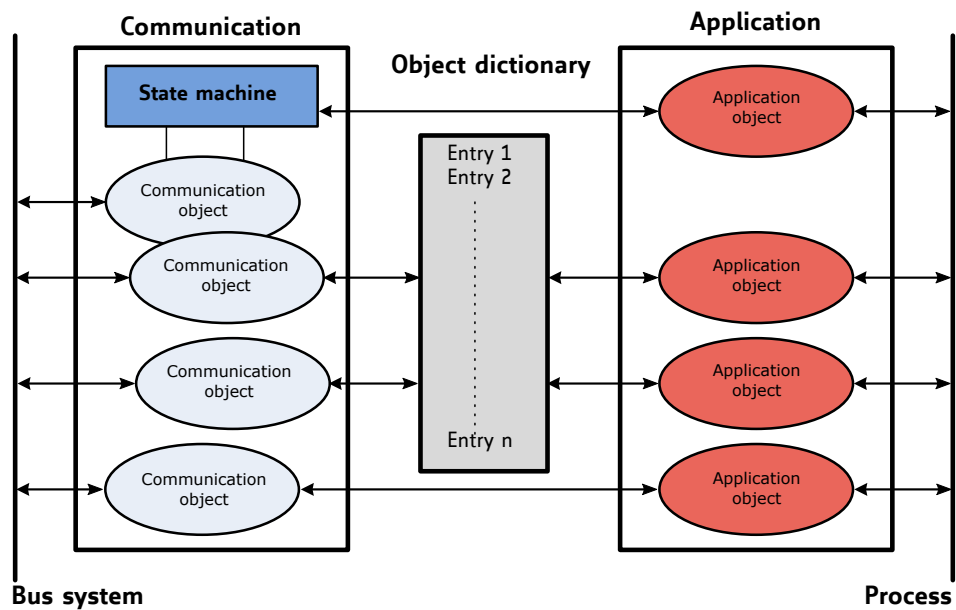 Communication
Application
Object dictionary
State machine
Application
object
Entry 1
Entry 2
Communication
object
Communication
object
Application
object
Communication
object
Application
object
Entry n
Communication
object
Application
object
Bus system
Process